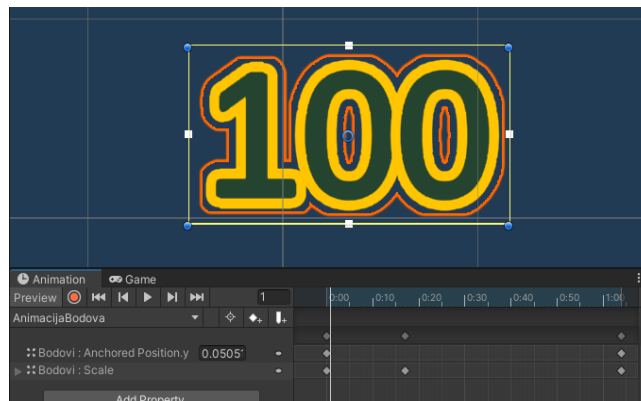 100
Animation Game
Preview 1 0:00 0:10 0:20 0:30 0:40 0:50 1:00
AnimacijaBodova
Bodovi : Anchored Position.y 0.0505
Bodovi : Scale
Add Property